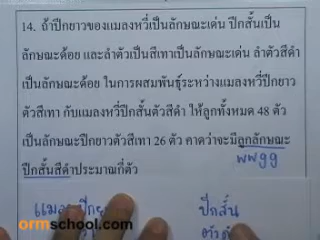 14. ถ้าปีกยาวของแมลงหวี่เป็นลักษณะเด่น ปีกสั้นเป็น
ลักษณะด้อย และลำตัวเป็นสีเทาเป็นลักษณะเด่น ลำตัวสีดำ
เป็นลักษณะด้อย ในการผสมพันธุ์ระหว่างแมลงหวี่ปีกยาว
ตัวสีเทา กับแมลงหวี่ปีกสั้นตัวสีดำ ให้ลูกทั้งหมด 48 ตัว
เป็นลักษณะปีกยาวตัวสีเทา 26 ตัว คาดว่าจะมีลูกลักษณะ
ปีกสั้นสีดำประมาณกี่ตัว
wwgg
ปีกสั้น
ormschool.com